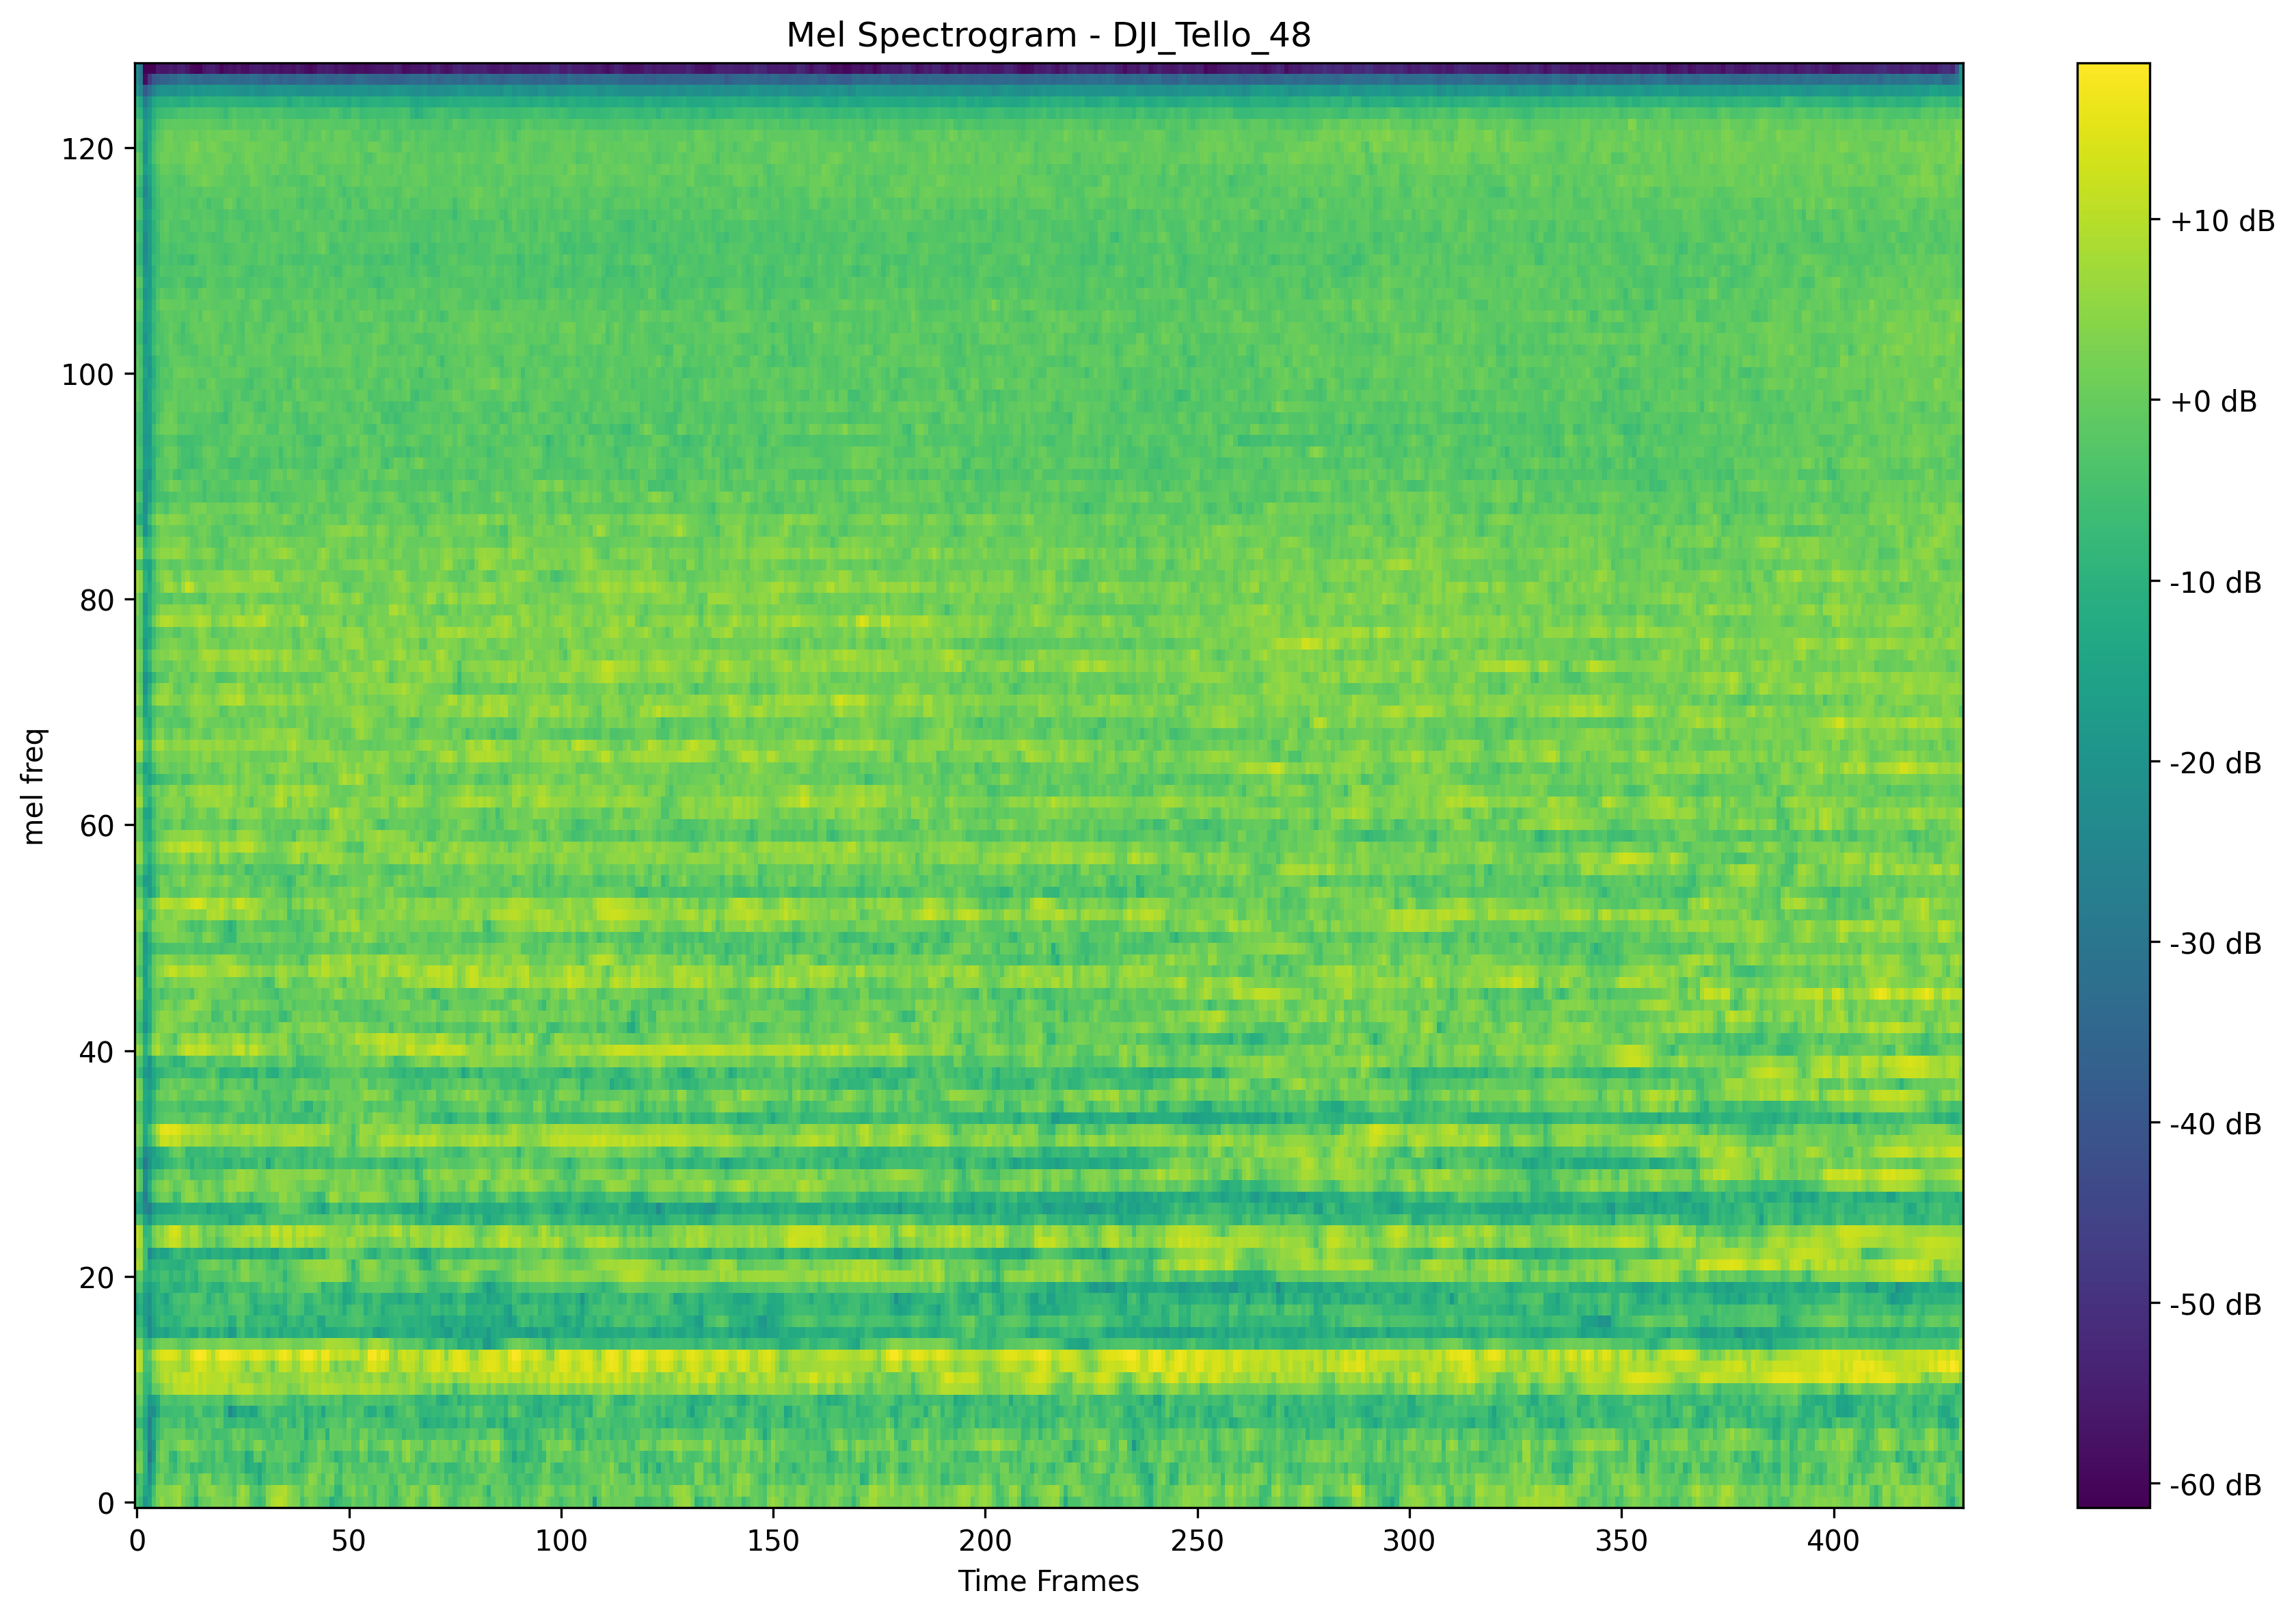 Mel Spectrogram - DJI_Tello_48
mel freq
120
100
80
60
40
20
0
0 50 100 150 200 250 300 350 400
Time Frames
+10 dB
+0 dB
-10 dB
-20 dB
-30 dB
-40 dB
-50 dB
-60 dB